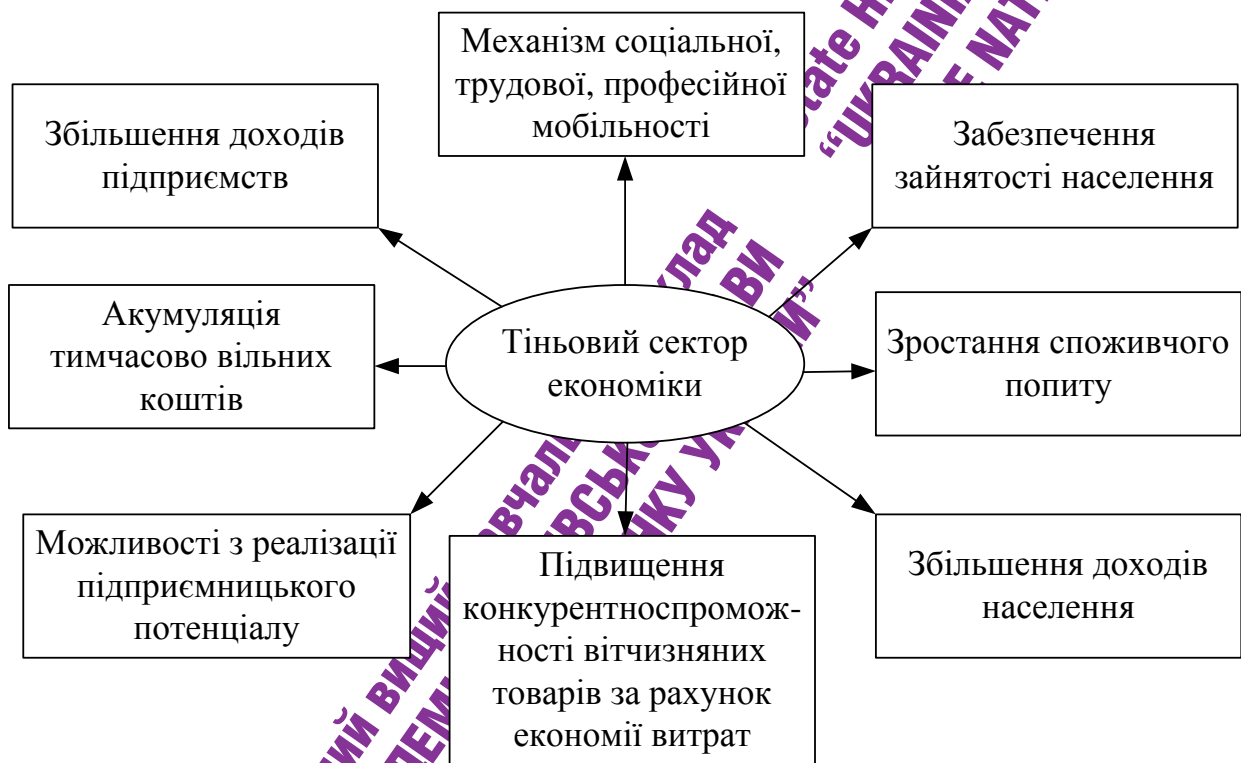 Механізм соціальної,
трудової, професійної
мобільності
Збільшення доходів
підприємств
Забезпечення
зайнятості населення
Акумуляція
тимчасово вільних
коштів
Тіньовий сектор
економіки
Зростання споживчого
попиту
Можливості з реалізації
підприємницького
потенціалу
Підвищення
конкурентноспромож-
ності вітчизняних
товарів за рахунок
економії витрат
Збільшення доходів
населення